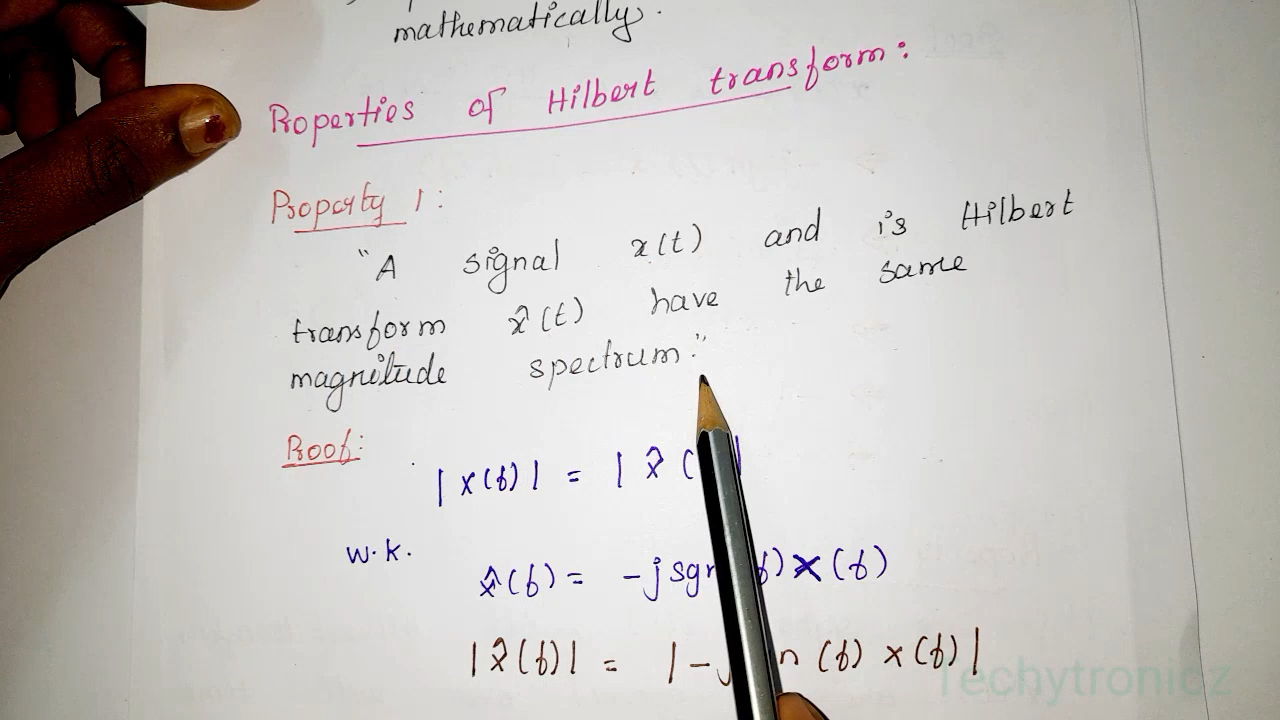 mathematically.
Properties of Hilbert transform:
Property 1:
"A signal x(t) and is Hilbert
transform x̂(t) have the same
magnitude spectrum."
Proof:
|X(f)| = | X̂ ( |
w.k.
X̂(f) = -j sgn f) X(f)
|X̂(f)| = |-j n (f) X(f)|
Techytronicz